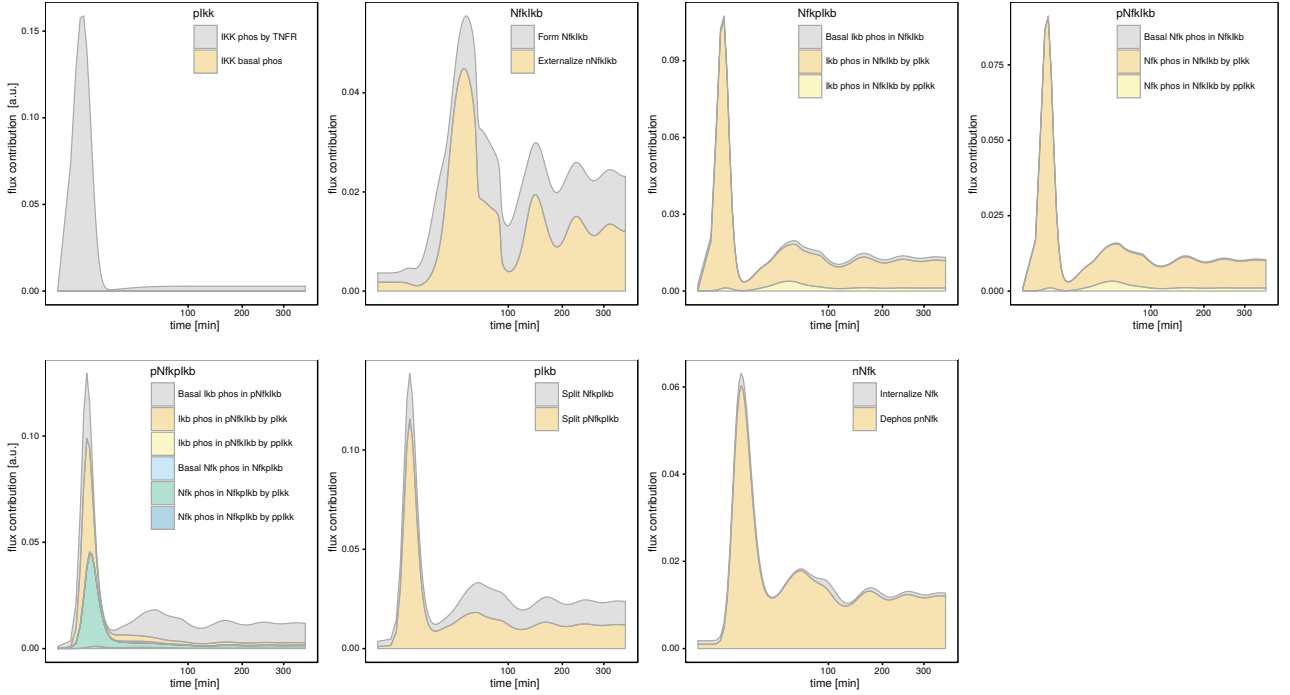 pIkk
IKK phos by TNFR
IKK basal phos
flux contribution [a.u.]
0.15
0.10
0.05
0.00
100
200
300
time [min]
NfkIkb
Form NfkIkb
Externalize nNfkIkb
flux contribution
0.04
0.02
0.00
100
200
300
time [min]
NfkpIkb
Basal Ikb phos in NfkIkb
Ikb phos in NfkIkb by pIkk
Ikb phos in NfkIkb by ppIkk
flux contribution
0.09
0.06
0.03
0.00
100
200
300
time [min]
pNfkIkb
Basal Nfk phos in NfkIkb
Nfk phos in NfkIkb by pIkk
Nfk phos in NfkIkb by ppIkk
flux contribution
0.075
0.050
0.025
0.000
100
200
300
time [min]
pNfkpIkb
Basal Ikb phos in pNfkIkb
Ikb phos in pNfkIkb by pIkk
Ikb phos in pNfkIkb by ppIkk
Basal Nfk phos in NfkpIkb
Nfk phos in NfkpIkb by pIkk
Nfk phos in NfkpIkb by ppIkk
flux contribution [a.u.]
0.10
0.05
0.00
100
200
300
time [min]
pIkb
Split NfkpIkb
Split pNfkpIkb
flux contribution
0.10
0.05
0.00
100
200
300
time [min]
nNfk
Internalize Nfk
Dephos pnNfk
flux contribution
0.06
0.04
0.02
0.00
100
200
300
time [min]